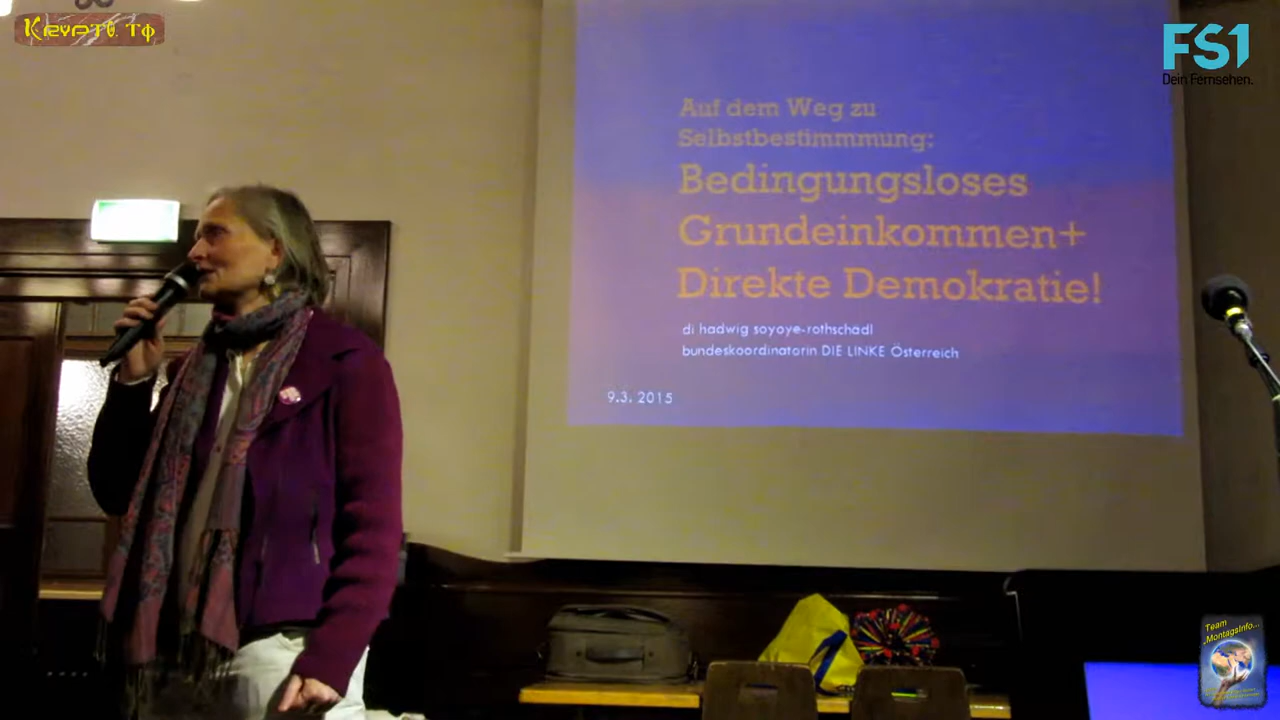 Krypto TV
FS1
Dein Fernsehen.
Auf dem Weg zu
Selbstbestimmmung:
Bedingungsloses
Grundeinkommen+
Direkte Demokratie!
di hadwig soyoye-rothschädl
bundeskoordinatorin DIE LINKE Österreich
9.3. 2015
Team
„MontagsInfo...